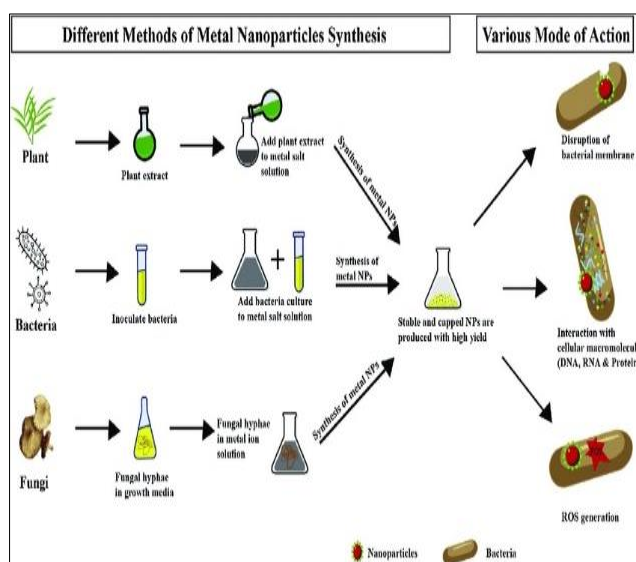 Different Methods of Metal Nanoparticles Synthesis
Various Mode of Action
Plant
Plant extract
Add plant extract
to metal salt
solution
Synthesis of metal NPs
Disruption of
bacterial membrane
Bacteria
Inoculate bacteria
+
Add bacteria culture
to metal salt solution
Synthesis of
metal NPs
Stable and capped NPs are
produced with high yield
Interaction with
cellular macromolecul
(DNA, RNA & Protein
Fungi
Fungal hyphae
in growth media
Fungal hyphae
in metal ion
solution
Synthesis of metal NPs
ROS generation
Nanoparticles
Bacteria